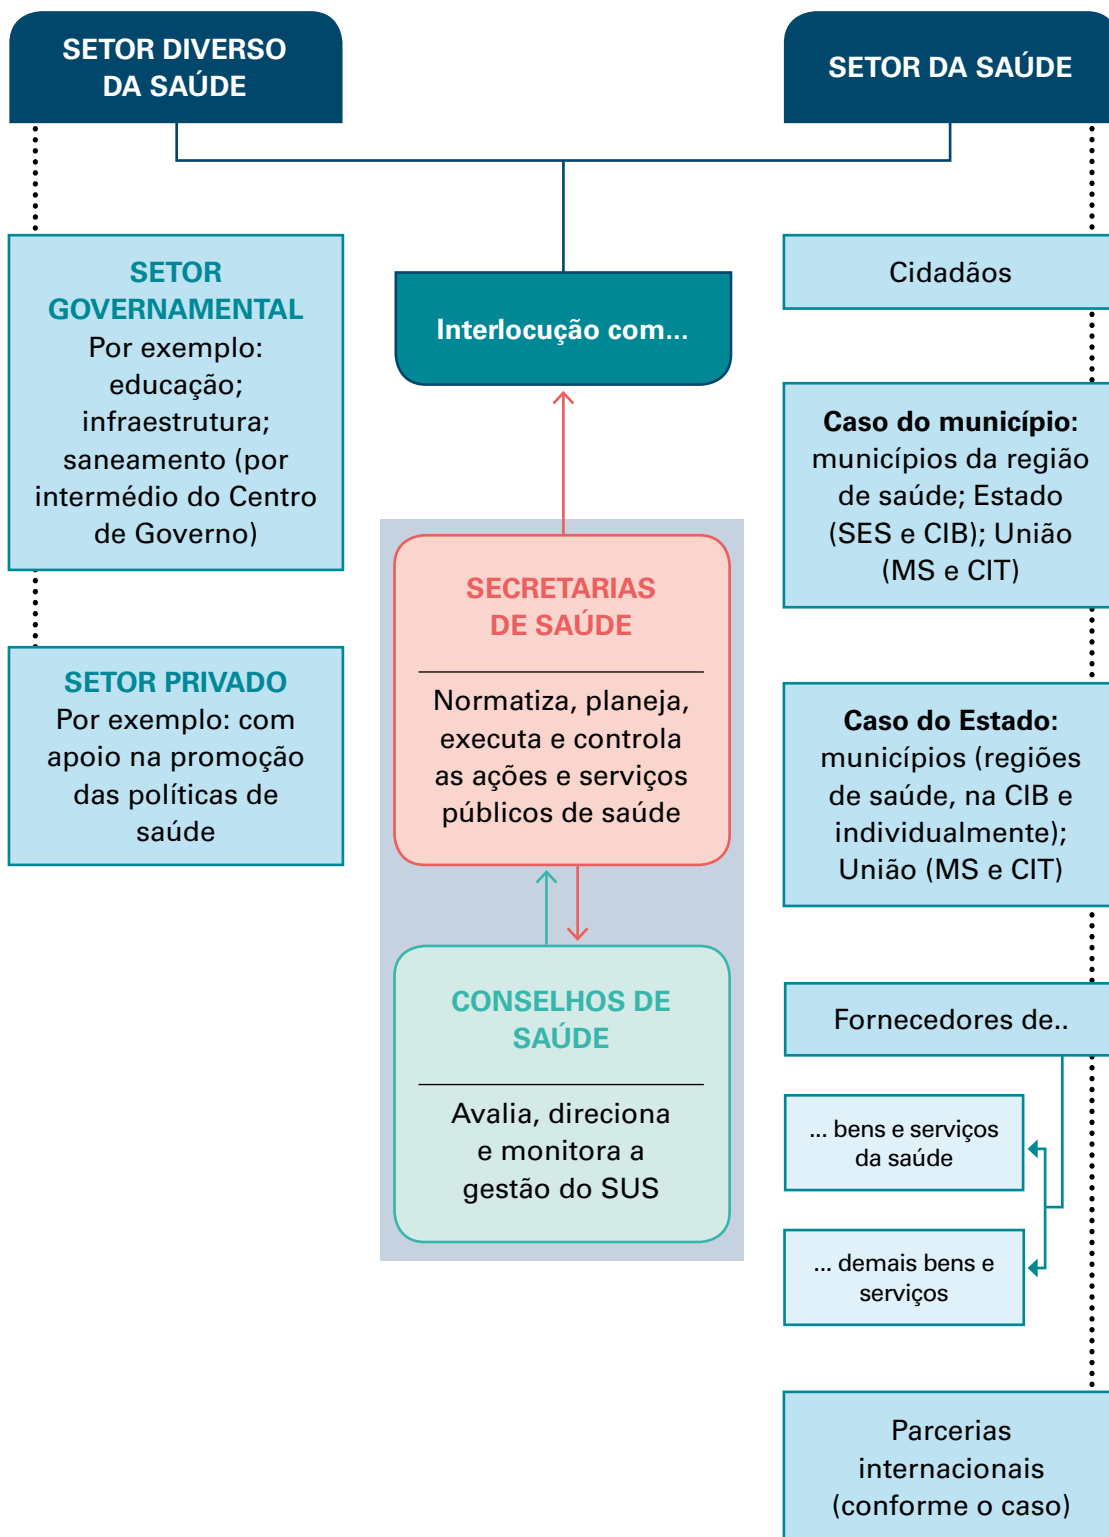 SETOR DIVERSO
DA SAÚDE
SETOR DA SAÚDE
SETOR
GOVERNAMENTAL
Por exemplo:
educação;
infraestrutura;
saneamento (por
intermédio do Centro
de Governo)
SETOR PRIVADO
Por exemplo: com
apoio na promoção
das políticas de
saúde
Interlocução com...
SECRETARIAS
DE SAÚDE
Normatiza, planeja,
executa e controla
as ações e serviços
públicos de saúde
CONSELHOS DE
SAÚDE
Avalia, direciona
e monitora a
gestão do SUS
Cidadãos
Caso do município:
municípios da região
de saúde; Estado
(SES e CIB); União
(MS e CIT)
Caso do Estado:
municípios (regiões
de saúde, na CIB e
individualmente);
União (MS e CIT)
Fornecedores de..
... bens e serviços
da saúde
... demais bens e
serviços
Parcerias
internacionais
(conforme o caso)